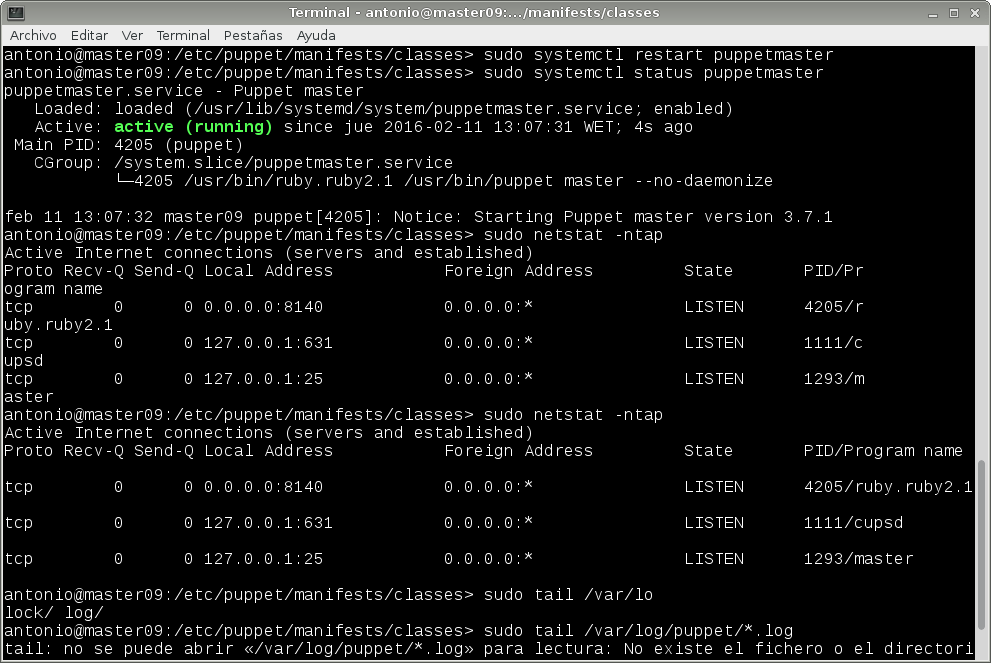 Terminal - antonio@master09:.../manifests/classes
Archivo Editar Ver Terminal Pestañas Ayuda
antonio@master09:/etc/puppet/manifests/classes> sudo systemctl restart puppetmaster
antonio@master09:/etc/puppet/manifests/classes> sudo systemctl status puppetmaster
puppetmaster.service - Puppet master
   Loaded: loaded (/usr/lib/systemd/system/puppetmaster.service; enabled)
   Active: active (running) since jue 2016-02-11 13:07:31 WET; 4s ago
 Main PID: 4205 (puppet)
   CGroup: /system.slice/puppetmaster.service
           └─4205 /usr/bin/ruby.ruby2.1 /usr/bin/puppet master --no-daemonize
feb 11 13:07:32 master09 puppet[4205]: Notice: Starting Puppet master version 3.7.1
antonio@master09:/etc/puppet/manifests/classes> sudo netstat -ntap
Active Internet connections (servers and established)
Proto Recv-Q Send-Q Local Address           Foreign Address         State       PID/Pr
ogram name
tcp        0      0 0.0.0.0:8140            0.0.0.0:*               LISTEN      4205/r
uby.ruby2.1
tcp        0      0 127.0.0.1:631           0.0.0.0:*               LISTEN      1111/c
upsd
tcp        0      0 127.0.0.1:25            0.0.0.0:*               LISTEN      1293/m
aster
antonio@master09:/etc/puppet/manifests/classes> sudo netstat -ntap
Active Internet connections (servers and established)
Proto Recv-Q Send-Q Local Address           Foreign Address         State       PID/Program name
tcp        0      0 0.0.0.0:8140            0.0.0.0:*               LISTEN      4205/ruby.ruby2.1
tcp        0      0 127.0.0.1:631           0.0.0.0:*               LISTEN      1111/cupsd
tcp        0      0 127.0.0.1:25            0.0.0.0:*               LISTEN      1293/master
antonio@master09:/etc/puppet/manifests/classes> sudo tail /var/lo
lock/ log/
antonio@master09:/etc/puppet/manifests/classes> sudo tail /var/log/puppet/*.log
tail: no se puede abrir «/var/log/puppet/*.log» para lectura: No existe el fichero o el directori